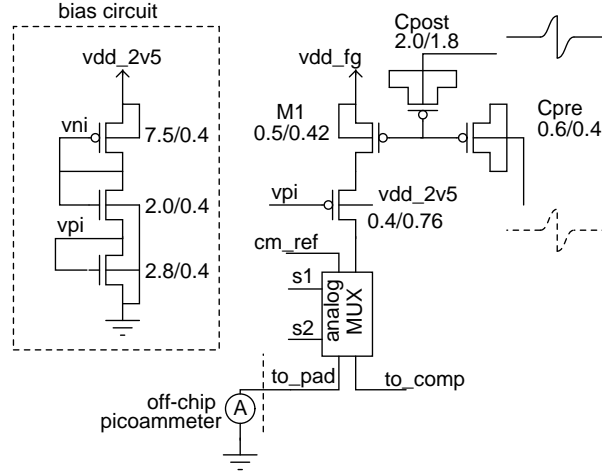 bias circuit
vdd_2v5
vni
7.5/0.4
2.0/0.4
vpi
2.8/0.4
Cpost
2.0/1.8
vdd_fg
M1
0.5/0.42
Cpre
0.6/0.4
vpi
vdd_2v5
0.4/0.76
cm_ref
s1
s2
analog
MUX
to_pad
to_comp
off-chip
picoammeter
A